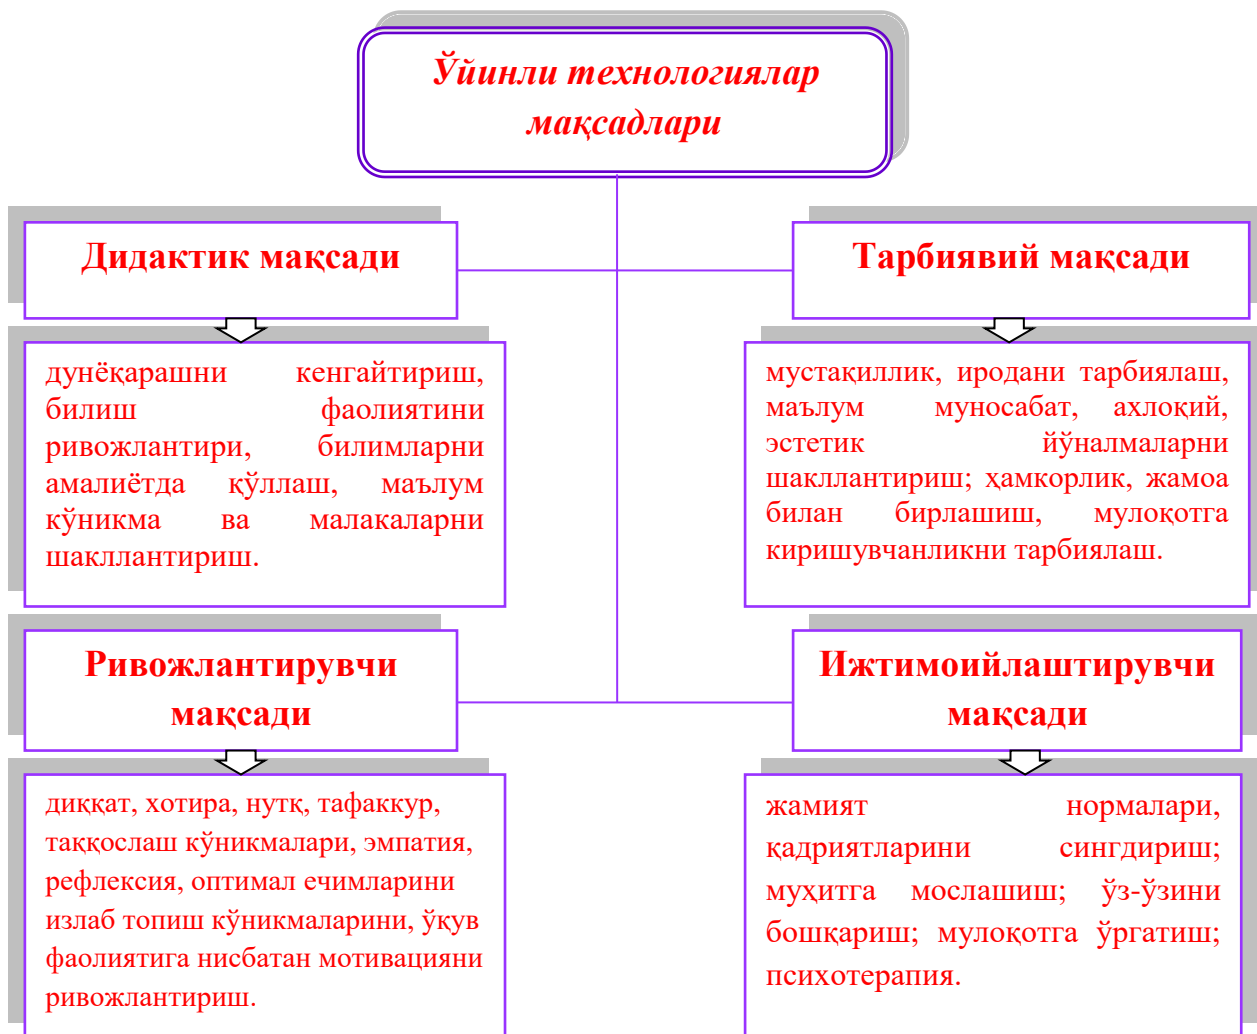 Ўйинли технологиялар
мақсадлари
Дидактик мақсади
Тарбиявий мақсади
дунёқарашни кенгайтириш,
билиш фаолиятини
ривожлантири, билимларни
амалиётда қўллаш, маълум
кўникма ва малакаларни
шакллантириш.
мустақиллик, иродани тарбиялаш,
маълум муносабат, ахлоқий,
эстетик йўналмаларни
шакллантириш; ҳамкорлик, жамоа
билан бирлашиш, мулоқотга
киришувчанликни тарбиялаш.
Ривожлантирувчи
мақсади
Ижтимоийлаштирувчи
мақсади
диққат, хотира, нутқ, тафаккур,
таққослаш кўникмалари, эмпатия,
рефлексия, оптимал ечимларини
излаб топиш кўникмаларини, ўқув
фаолиятига нисбатан мотивацияни
ривожлантириш.
жамият нормалари,
қадриятларини сингдириш;
муҳитга мослашиш; ўз-ўзини
бошқариш; мулоқотга ўргатиш;
психотерапия.